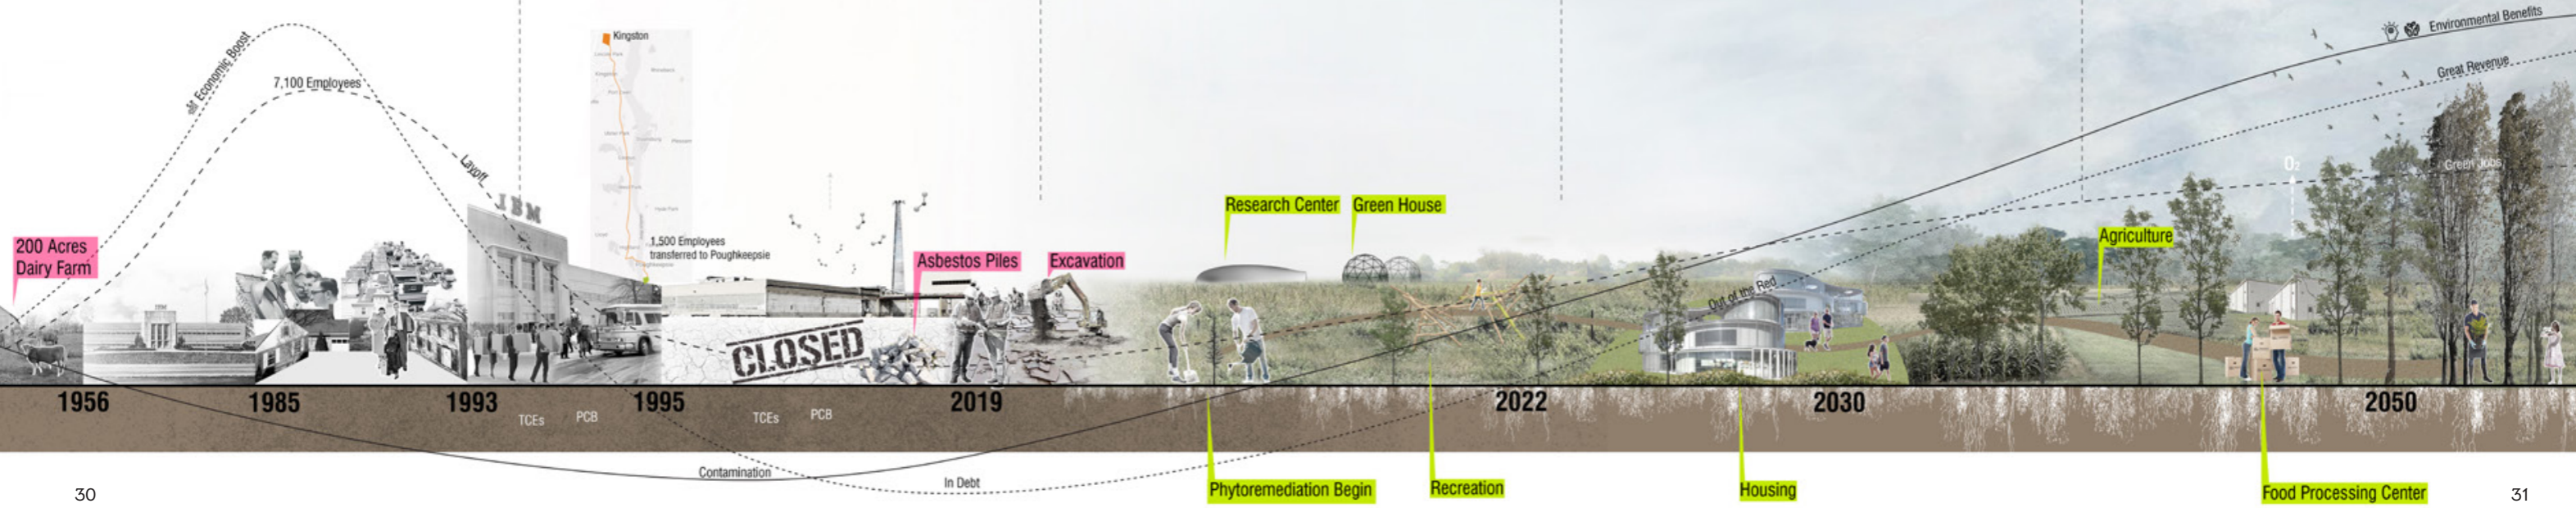 Economic Boost
7,100 Employees
Layoff
Kingston
IBM
1,500 Employees
transferred to Poughkeepsie
200 Acres
Dairy Farm
IBM
CLOSED
Asbestos Piles
Excavation
Research Center
Green House
Out of the Red
Agriculture
O₂
Environmental Benefits
Great Revenue
Green Jobs
1956
1985
1993
1995
2019
2022
2030
2050
TCEs
PCB
TCEs
PCB
Contamination
In Debt
Phytoremediation Begin
Recreation
Housing
Food Processing Center
30
31